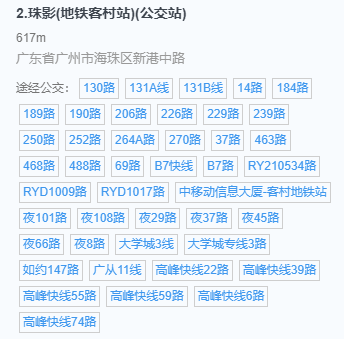 2.珠影(地铁客村站)(公交站)
617m
广东省广州市海珠区新港中路
途经公交： 130路 131A线 131B线 14路 184路
189路 190路 206路 226路 229路 239路
250路 252路 264A路 270路 37路 463路
468路 488路 69路 B7快线 B7路 RY210534路
RYD1009路 RYD1017路 中移动信息大厦-客村地铁站
夜101路 夜108路 夜29路 夜37路 夜45路
夜66路 夜8路 大学城3线 大学城专线3路
如约147路 广从11线 高峰快线22路 高峰快线39路
高峰快线55路 高峰快线59路 高峰快线6路
高峰快线74路